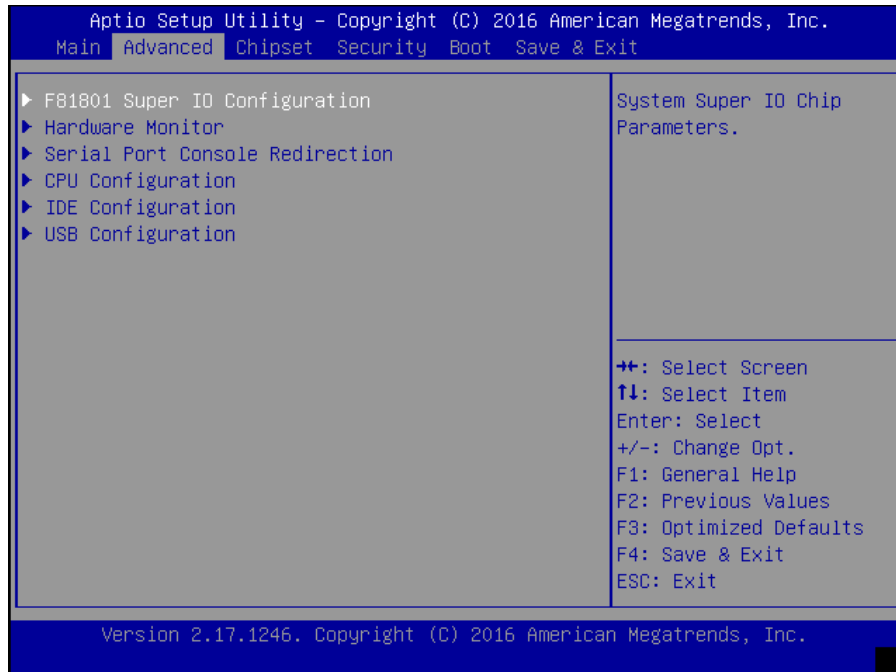 Aptio Setup Utility – Copyright (C) 2016 American Megatrends, Inc.
Main Advanced Chipset Security Boot Save & Exit
▶ F81801 Super IO Configuration
▶ Hardware Monitor
▶ Serial Port Console Redirection
▶ CPU Configuration
▶ IDE Configuration
▶ USB Configuration
System Super IO Chip
Parameters.
→←: Select Screen
↑↓: Select Item
Enter: Select
+/-: Change Opt.
F1: General Help
F2: Previous Values
F3: Optimized Defaults
F4: Save & Exit
ESC: Exit
Version 2.17.1246. Copyright (C) 2016 American Megatrends, Inc.